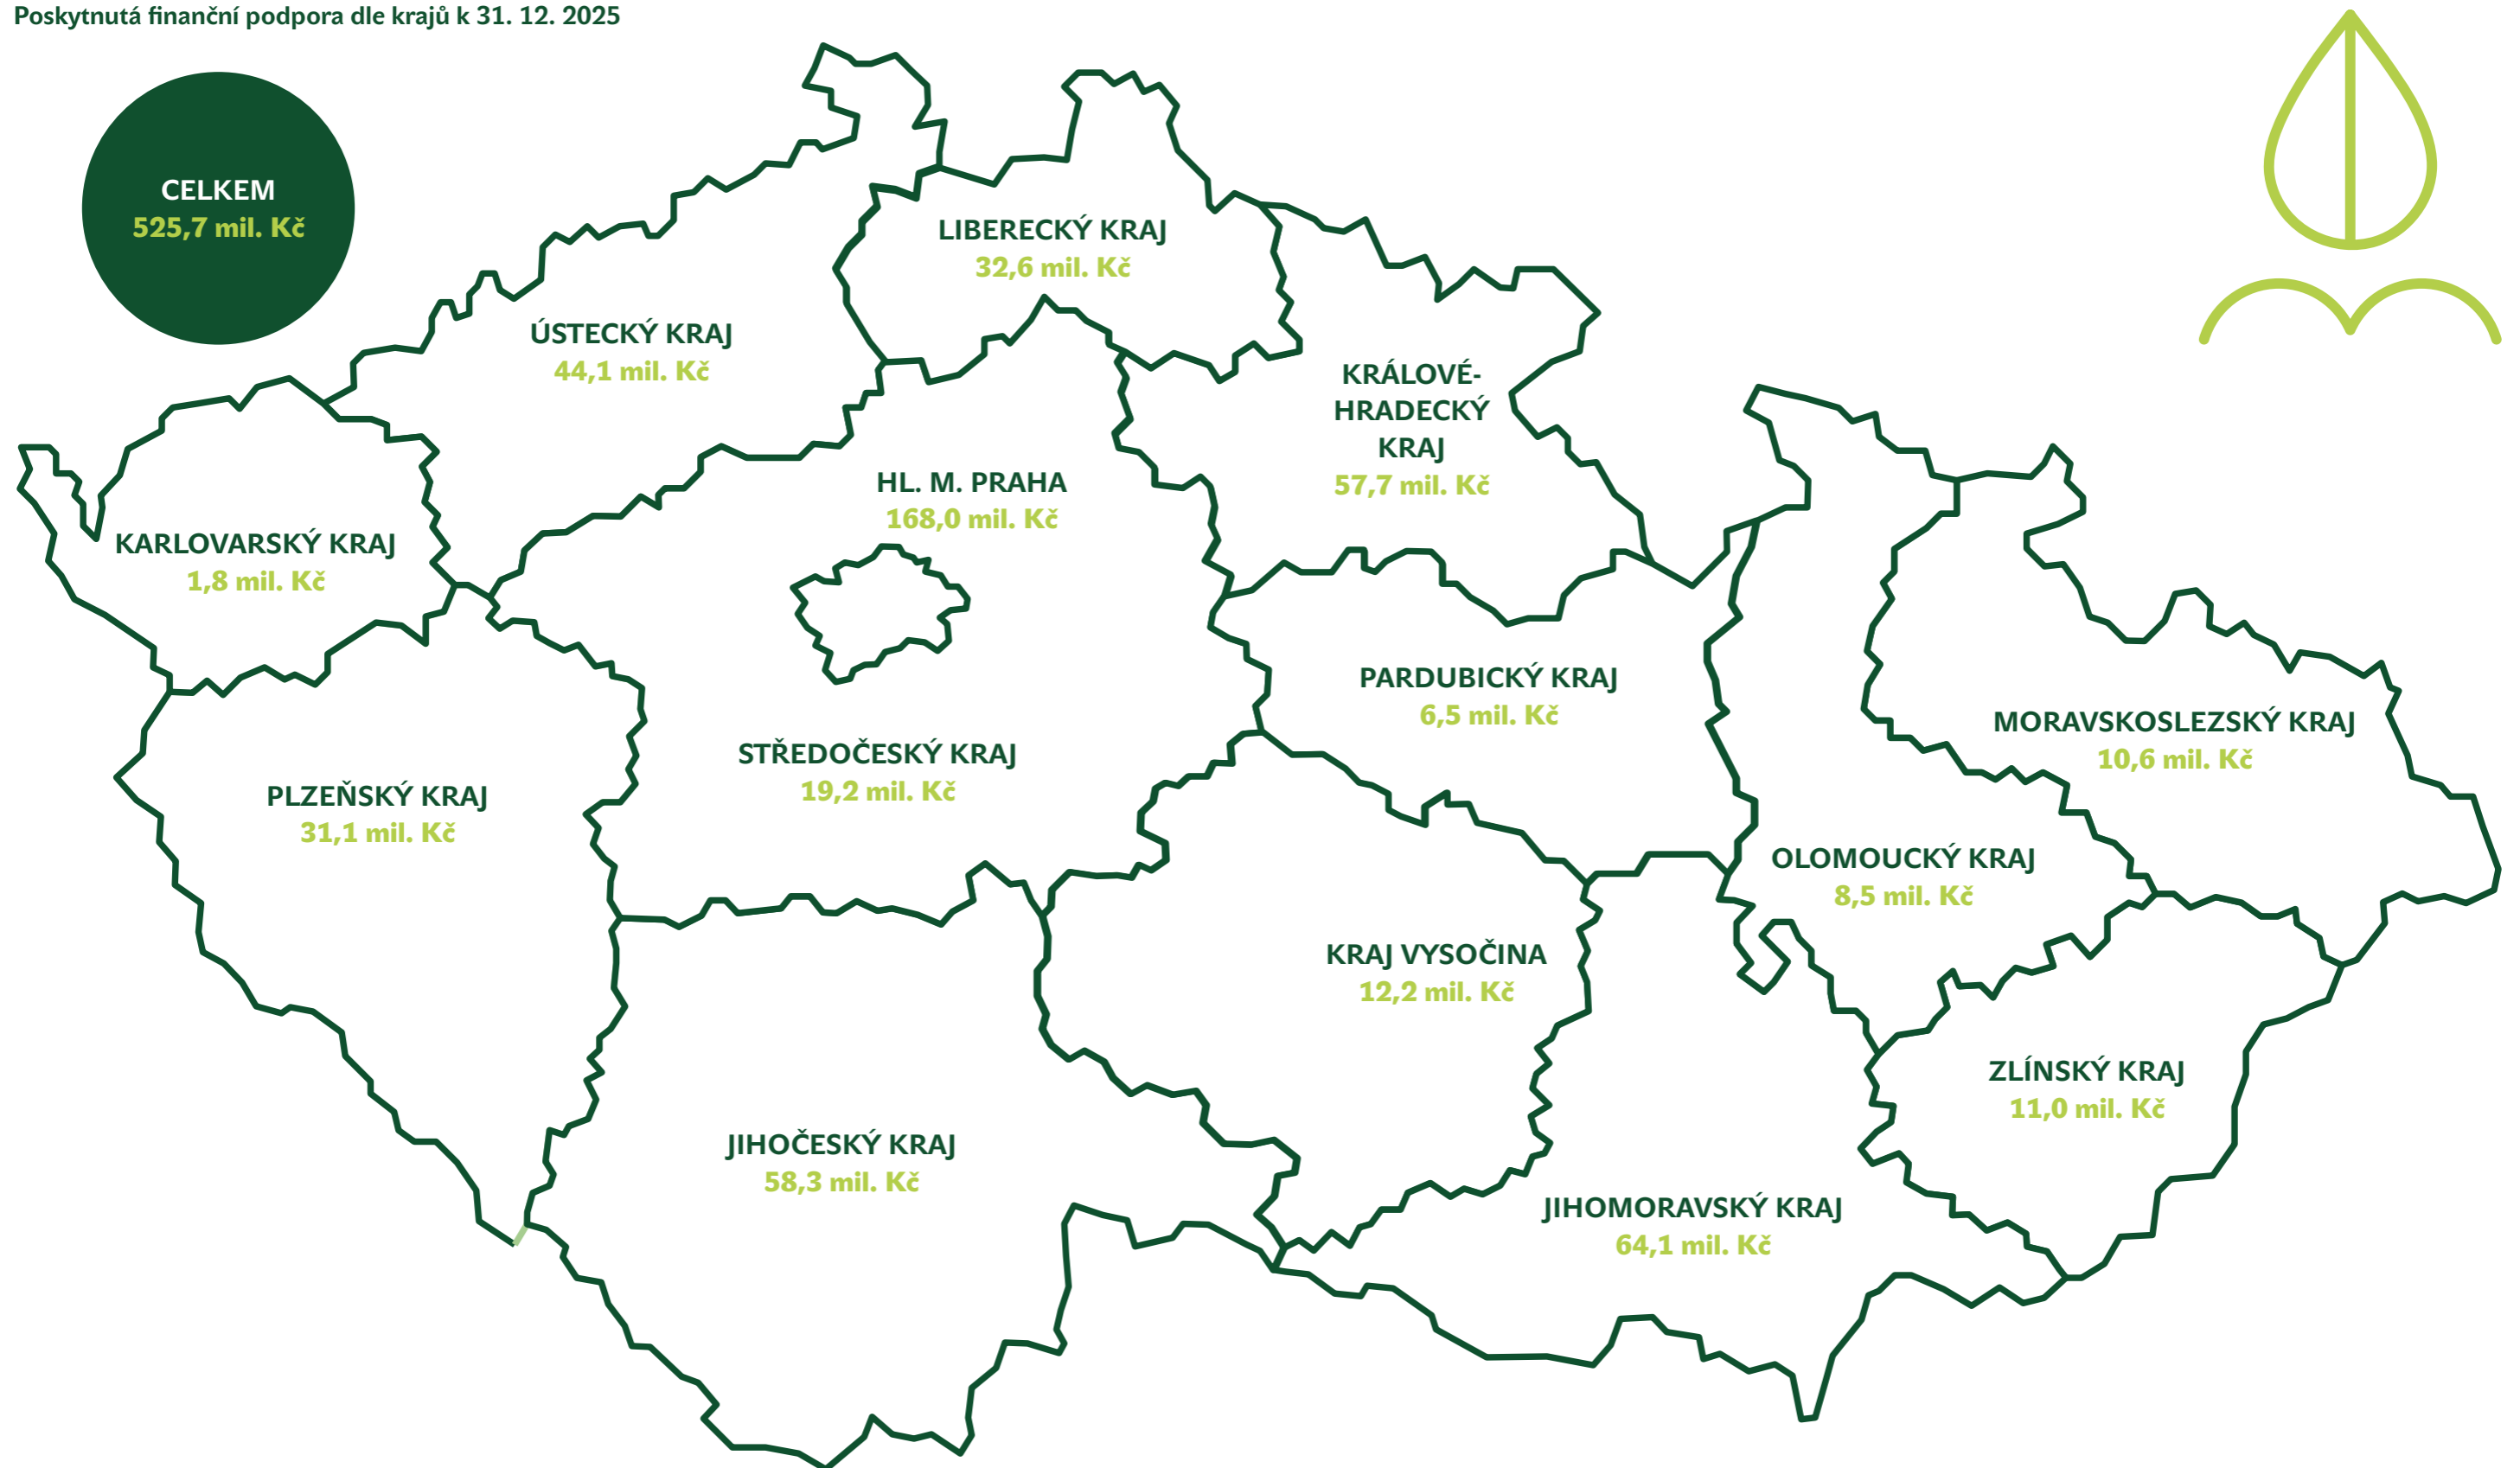 Poskytnutá finanční podpora dle krajů k 31. 12. 2025
CELKEM
525,7 mil. Kč
LIBERECKÝ KRAJ
32,6 mil. Kč
ÚSTECKÝ KRAJ
44,1 mil. Kč
KRÁLOVÉ-
HRADECKÝ
KRAJ
57,7 mil. Kč
HL. M. PRAHA
168,0 mil. Kč
KARLOVARSKÝ KRAJ
1,8 mil. Kč
PARDUBICKÝ KRAJ
6,5 mil. Kč
MORAVSKOSLEZSKÝ KRAJ
10,6 mil. Kč
STŘEDOČESKÝ KRAJ
19,2 mil. Kč
PLZEŇSKÝ KRAJ
31,1 mil. Kč
OLOMOUCKÝ KRAJ
8,5 mil. Kč
KRAJ VYSOČINA
12,2 mil. Kč
ZLÍNSKÝ KRAJ
11,0 mil. Kč
JIHOČESKÝ KRAJ
58,3 mil. Kč
JIHOMORAVSKÝ KRAJ
64,1 mil. Kč